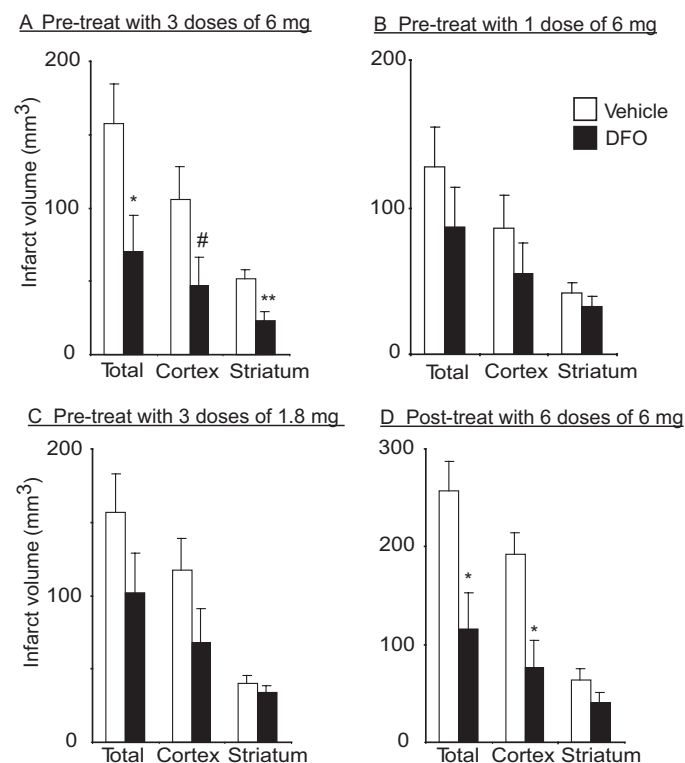 A Pre-treat with 3 doses of 6 mg
200
100
0
Infarct volume (mm3)
*
#
**
Total Cortex Striatum
B Pre-treat with 1 dose of 6 mg
200
100
0
Vehicle
DFO
Total Cortex Striatum
C Pre-treat with 3 doses of 1.8 mg
200
100
0
Infarct volume (mm3)
Total Cortex Striatum
D Post-treat with 6 doses of 6 mg
300
200
100
0
*
*
Total Cortex Striatum